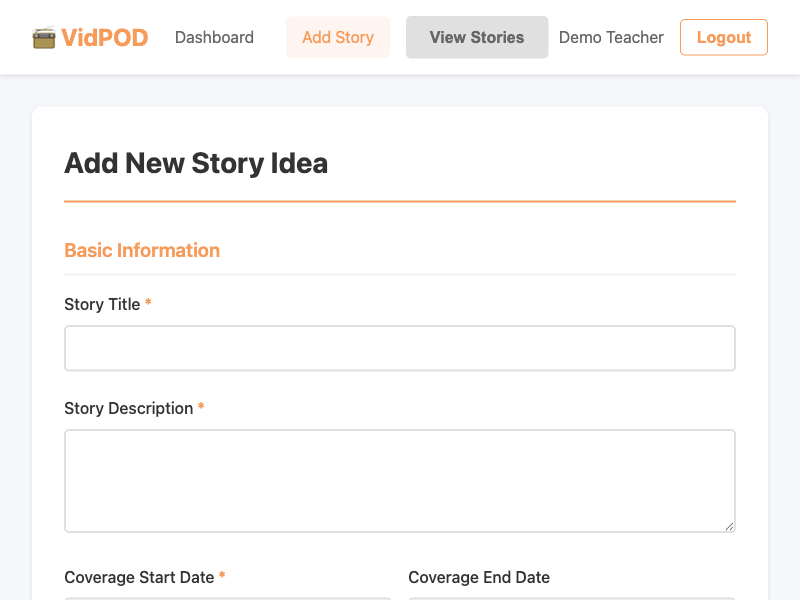 VidPOD Dashboard Add Story View Stories Demo Teacher Logout
Add New Story Idea
Basic Information
Story Title *
Story Description *
Coverage Start Date * Coverage End Date